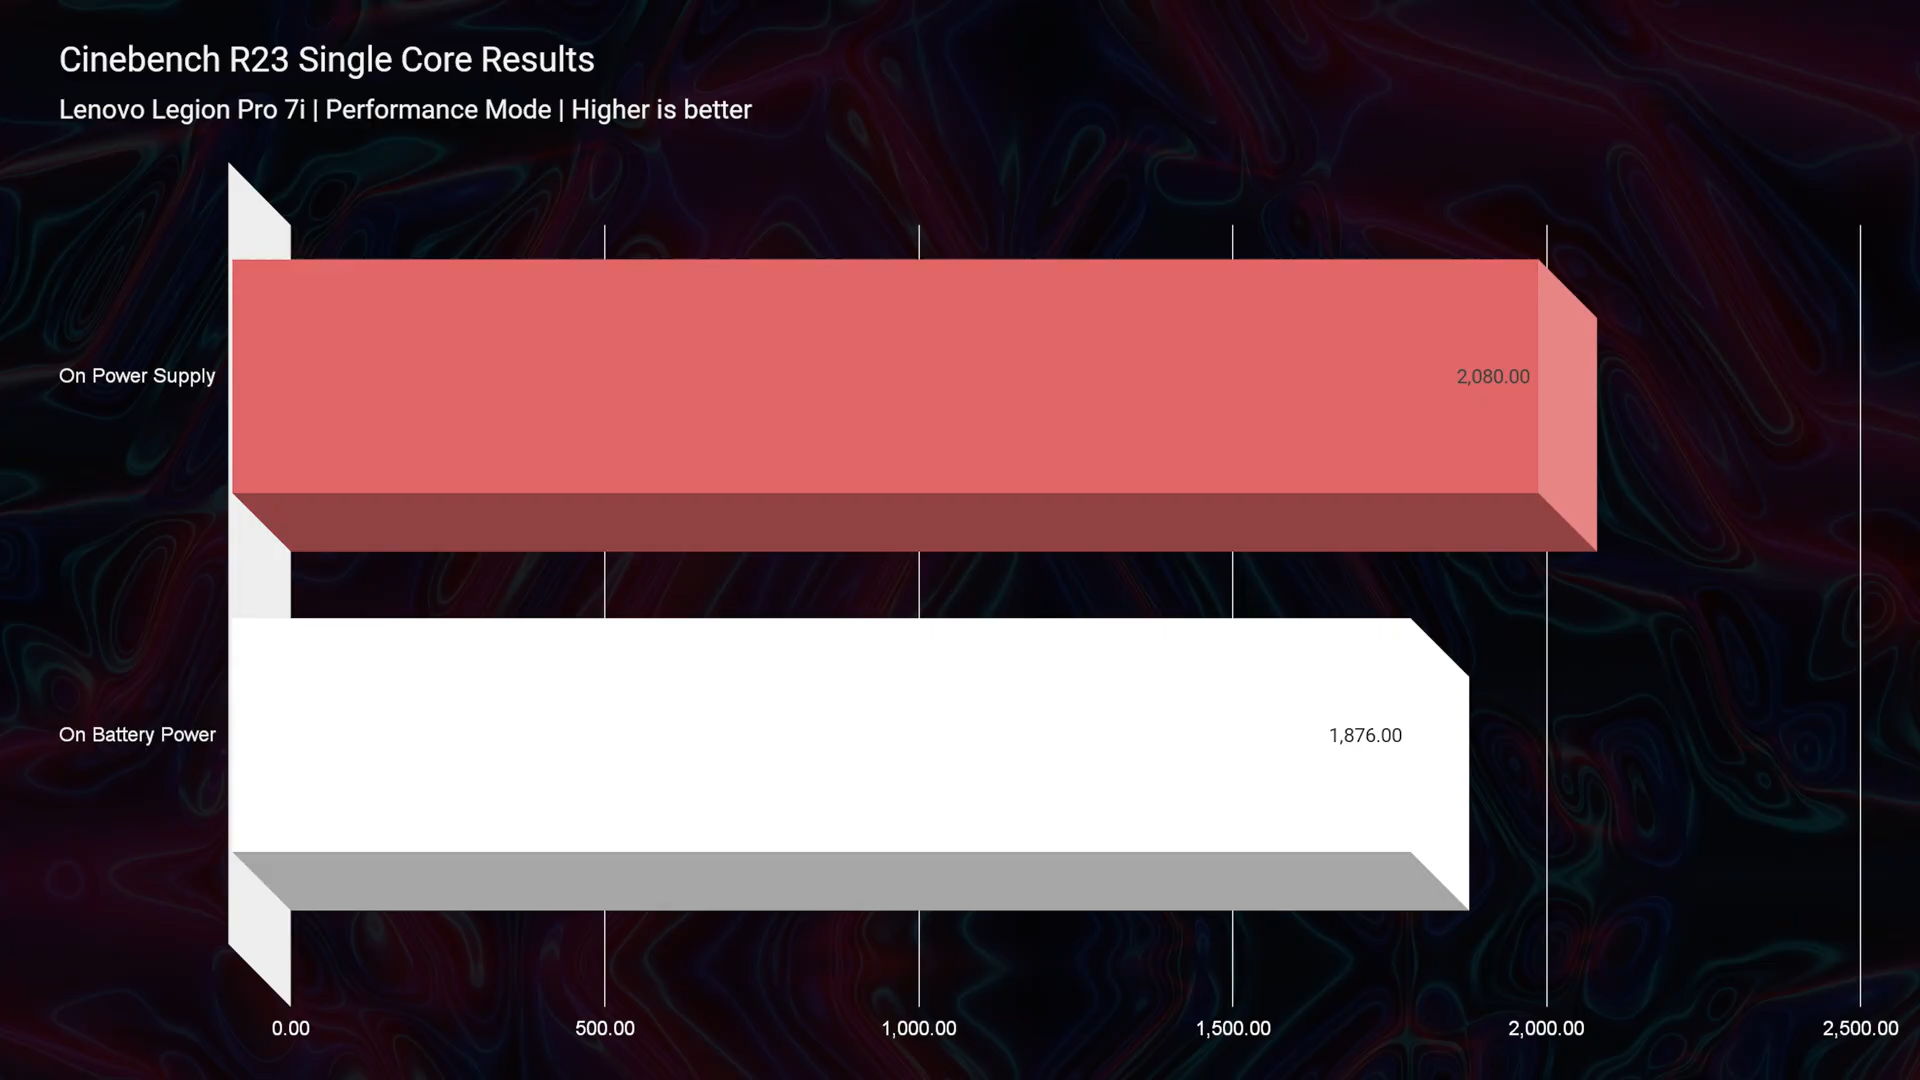 Cinebench R23 Single Core Results
Lenovo Legion Pro 7i | Performance Mode | Higher is better
On Power Supply
2,080.00
On Battery Power
1,876.00
0.00 500.00 1,000.00 1,500.00 2,000.00 2,500.00